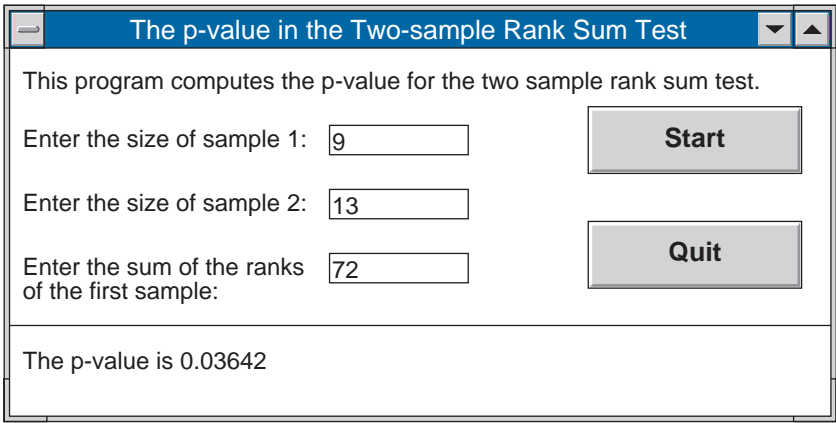 The p-value in the Two-sample Rank Sum Test
This program computes the p-value for the two sample rank sum test.
Enter the size of sample 1: 9
Start
Enter the size of sample 2: 13
Enter the sum of the ranks
of the first sample: 72
Quit
The p-value is 0.03642